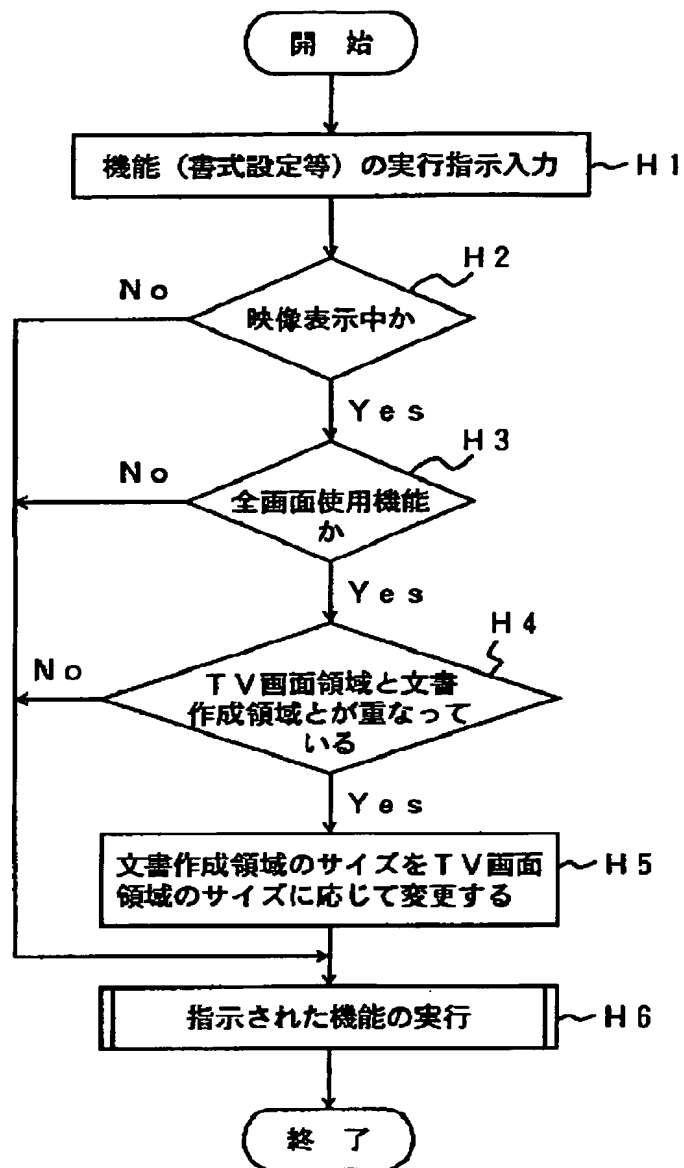 開 始
機能（書式設定等）の実行指示入力
H1
H2
No
映像表示中か
Yes
H3
No
全画面使用機能
か
Yes
H4
No
TV画面領域と文書
作成領域とが重なって
いる
Yes
文書作成領域のサイズをTV画面
領域のサイズに応じて変更する
H5
指示された機能の実行
H6
終 了